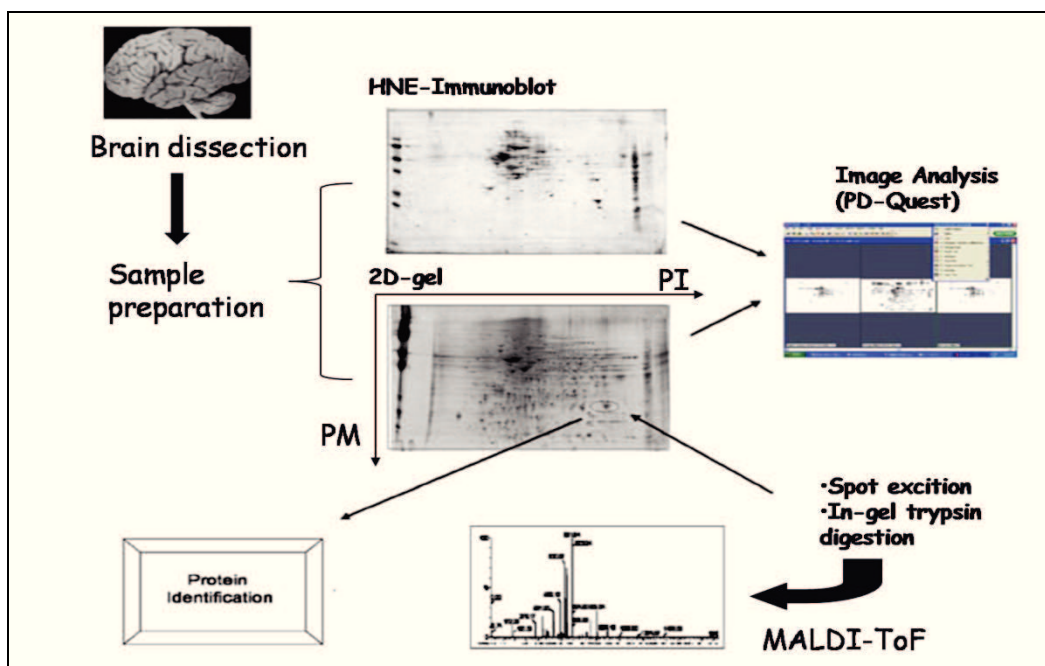 HNE-Immunoblot
Brain dissection
Image Analysis
(PD-Quest)
Sample
preparation
2D-gel
PI
PM
•Spot excition
•In-gel trypsin
digestion
Protein
Identification
MALDI-ToF